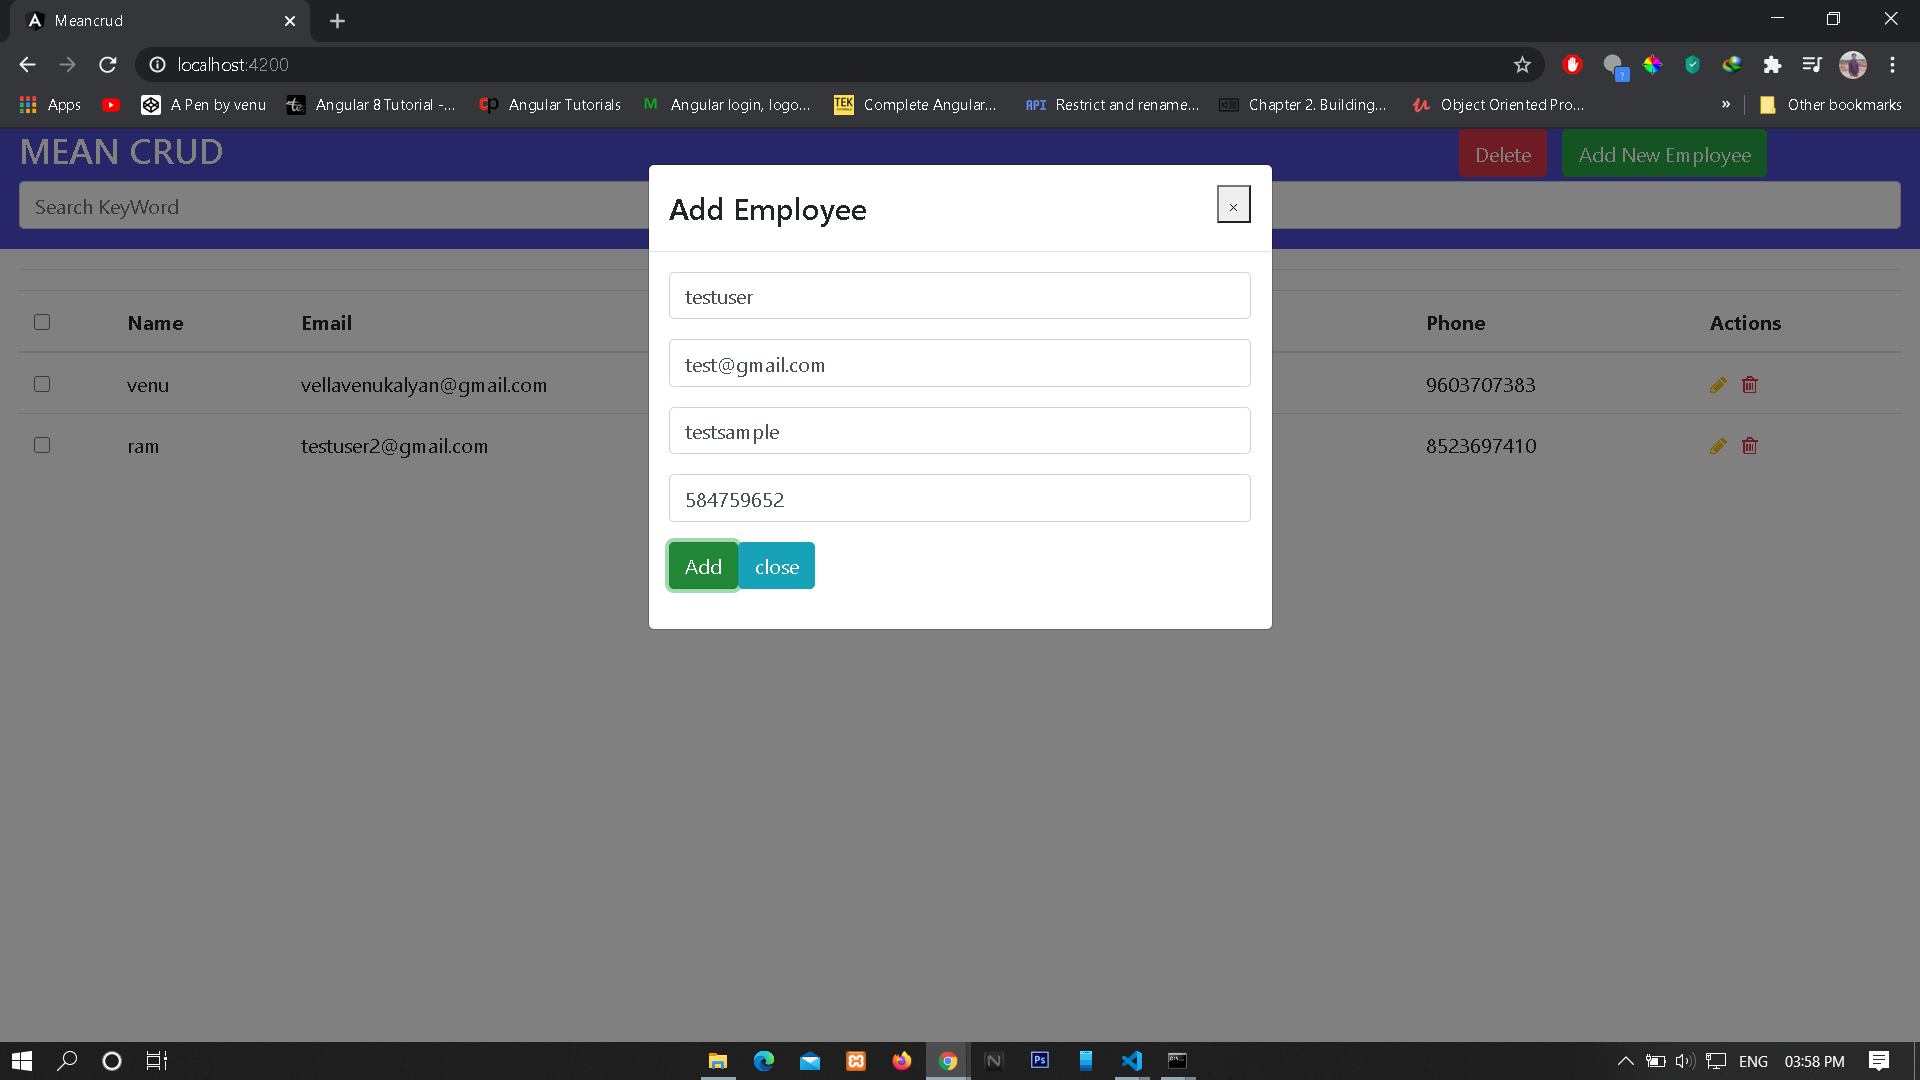 Meancrud
localhost:4200
Apps A Pen by venu Angular 8 Tutorial -... Angular Tutorials Angular login, logo... Complete Angular... Restrict and rename... Chapter 2. Building... Object Oriented Pro... » Other bookmarks
MEAN CRUD Delete Add New Employee
Search KeyWord
Add Employee ×
testuser
test@gmail.com
testsample
584759652
Add close
Name Email Phone Actions
venu vellavenukalyan@gmail.com 9603707383
ram testuser2@gmail.com 8523697410
ENG 03:58 PM